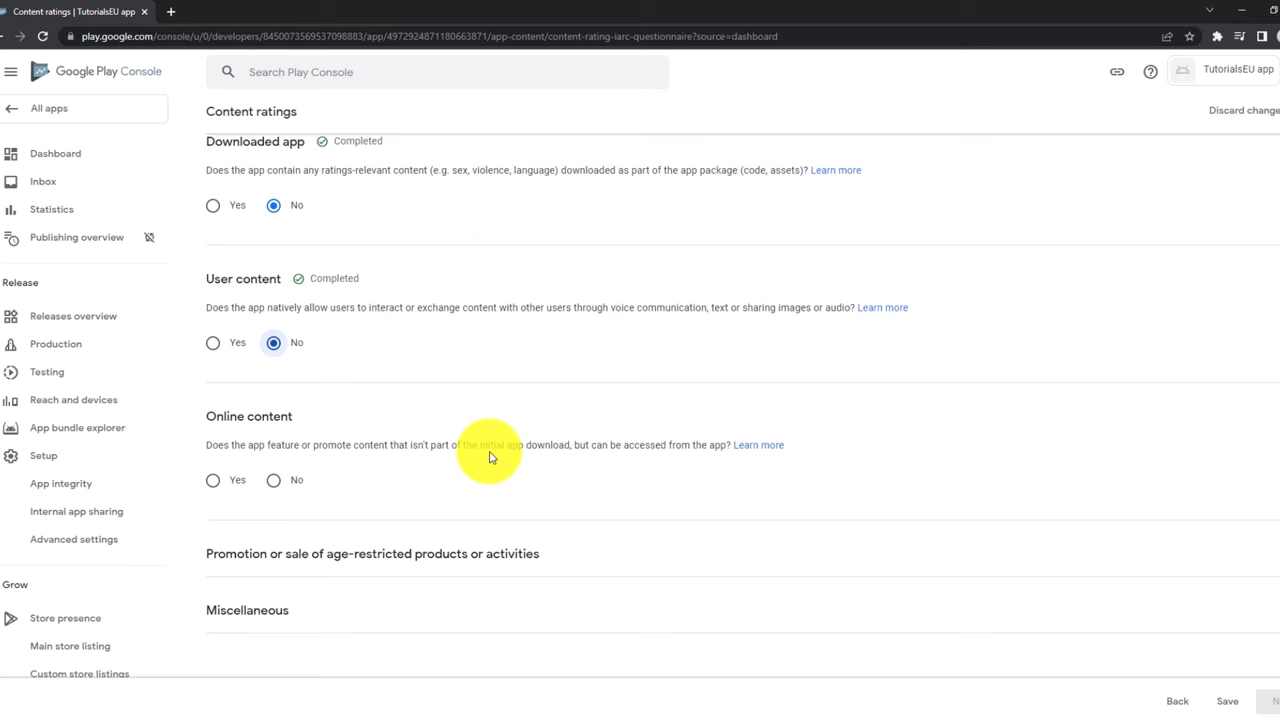 Content ratings | TutorialsEU app
play.google.com/console/u/0/developers/8450073569537098883/app/4972924871180663871/app-content/content-rating-iarc-questionnaire?source=dashboard
Google Play Console
Search Play Console
TutorialsEU app
All apps
Content ratings
Discard change
Dashboard
Inbox
Statistics
Publishing overview
Release
Releases overview
Production
Testing
Reach and devices
App bundle explorer
Setup
App integrity
Internal app sharing
Advanced settings
Grow
Store presence
Main store listing
Custom store listings
Downloaded app Completed
Does the app contain any ratings-relevant content (e.g. sex, violence, language) downloaded as part of the app package (code, assets)? Learn more
Yes No
User content Completed
Does the app natively allow users to interact or exchange content with other users through voice communication, text or sharing images or audio? Learn more
Yes No
Online content
Does the app feature or promote content that isn't part of the initial app download, but can be accessed from the app? Learn more
Yes No
Promotion or sale of age-restricted products or activities
Miscellaneous
Back Save N